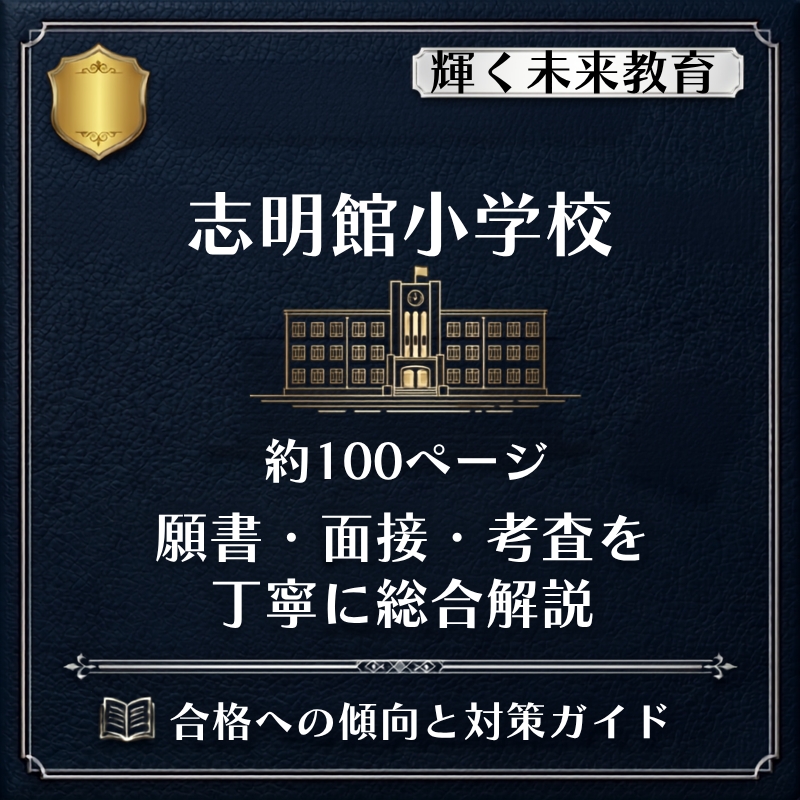 輝く未来教育
志明館小学校
約100ページ
願書・面接・考査を
丁寧に総合解説
合格への傾向と対策ガイド